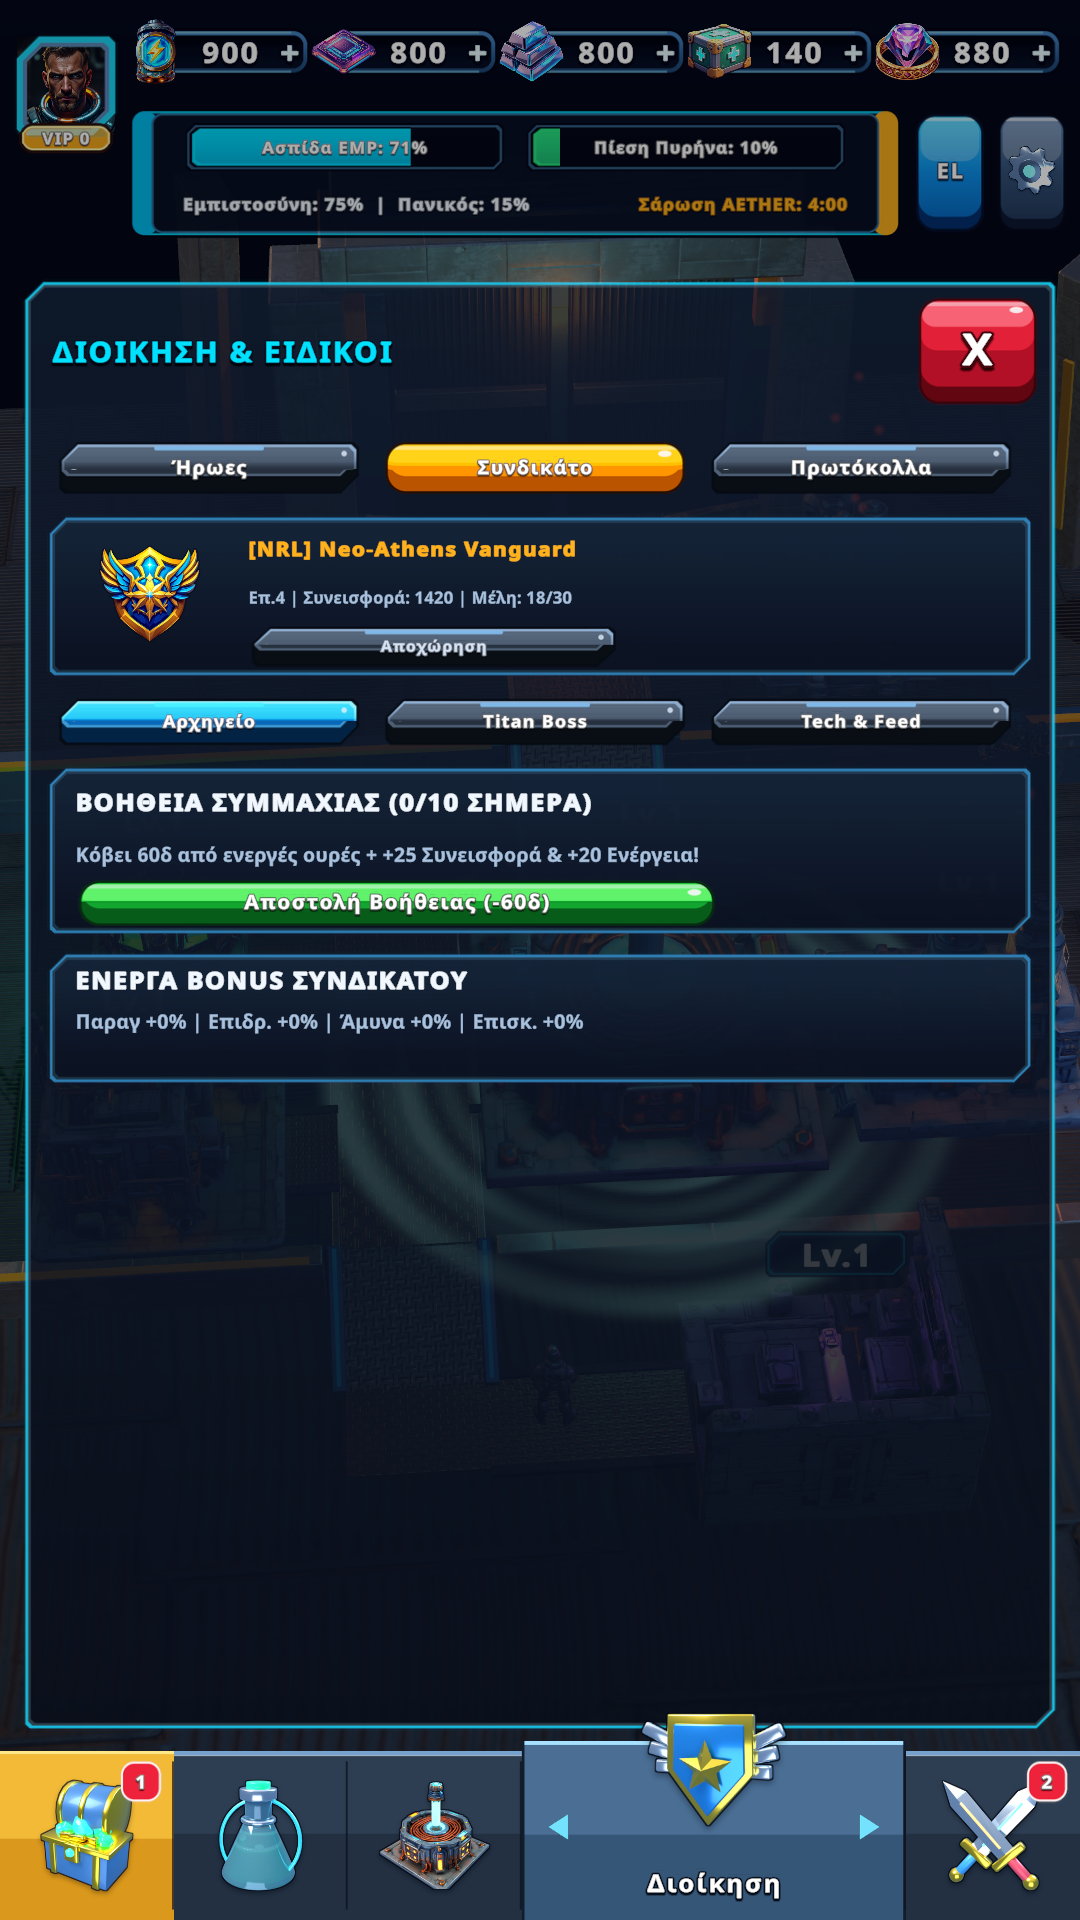 900 + 800 + 800 + 140 + 880 +
VIP 0
Ασπίδα EMP: 71%
Πίεση Πυρήνα: 10%
Εμπιστοσύνη: 75% | Πανικός: 15%
Σάρωση AETHER: 4:00
EL
ΔΙΟΙΚΗΣΗ & ΕΙΔΙΚΟΙ
X
Ήρωες
Συνδικάτο
Πρωτόκολλα
[NRL] Neo-Athens Vanguard
Επ.4 | Συνεισφορά: 1420 | Μέλη: 18/30
Αποχώρηση
Αρχηγείο
Titan Boss
Tech & Feed
ΒΟΗΘΕΙΑ ΣΥΜΜΑΧΙΑΣ (0/10 ΣΗΜΕΡΑ)
Κόβει 60δ από ενεργές ουρές + +25 Συνεισφορά & +20 Ενέργεια!
Αποστολή Βοήθειας (-60δ)
ΕΝΕΡΓΑ BONUS ΣΥΝΔΙΚΑΤΟΥ
Παραγ +0% | Επιδρ. +0% | Άμυνα +0% | Επισκ. +0%
Lv.1
1
2
Διοίκηση